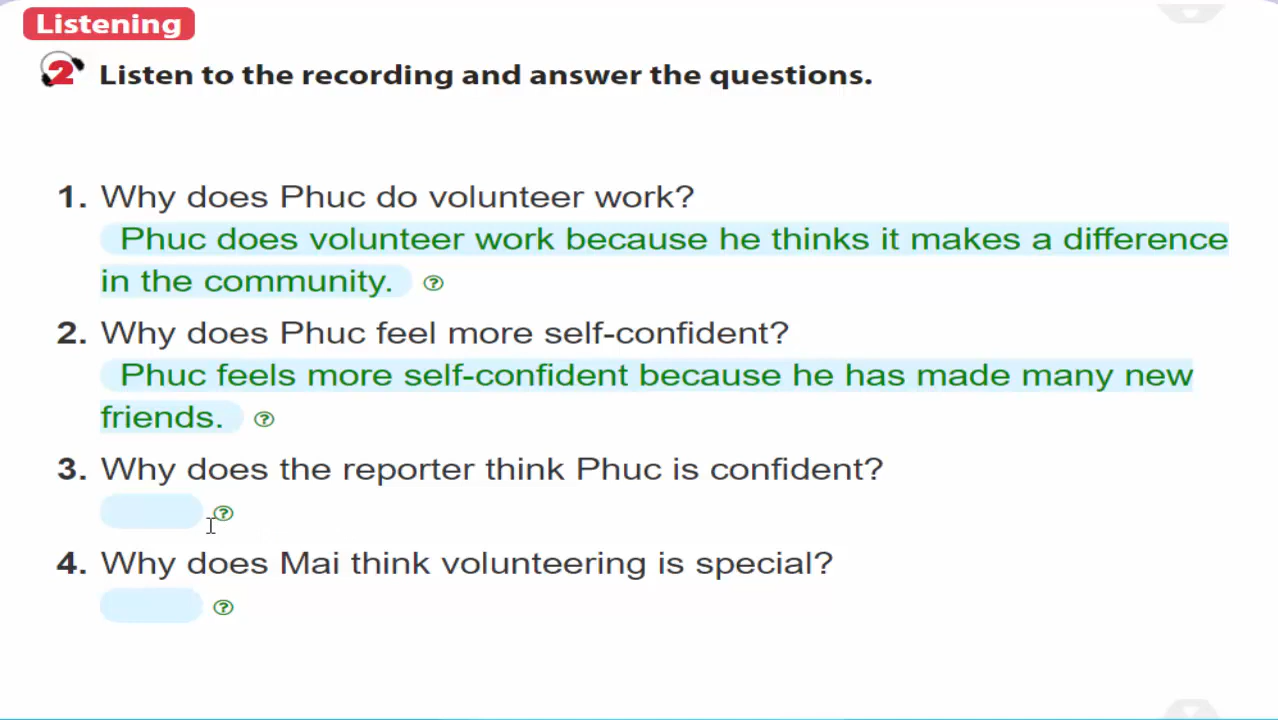 Listening
2 Listen to the recording and answer the questions.
1. Why does Phuc do volunteer work?
Phuc does volunteer work because he thinks it makes a difference
in the community. ?
2. Why does Phuc feel more self-confident?
Phuc feels more self-confident because he has made many new
friends. ?
3. Why does the reporter think Phuc is confident?
?
4. Why does Mai think volunteering is special?
?